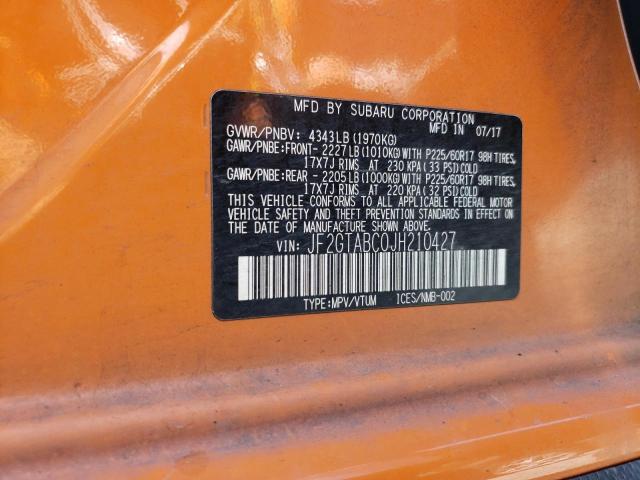 MFD BY SUBARU CORPORATION
GVWR/PNBV: 4343LB(1970KG) MFD IN 07/17
GAWR/PNBE:FRONT- 2227LB(1010KG)WITH P225/60R17 98H TIRES,
17X7J RIMS AT 230 KPA(33 PSI)COLD
GAWR/PNBE:REAR - 2205LB(1000KG)WITH P225/60R17 98H TIRES,
17X7J RIMS AT 220 KPA(32 PSI)COLD
THIS VEHICLE CONFORMS TO ALL APPLICABLE FEDERAL MOTOR
VEHICLE SAFETY AND THEFT PREVENTION STANDARDS IN EFFECT ON
THE DATE OF MANUFACTURE SHOWN ABOVE.
VIN: JF2GTABC0JH210427
TYPE:MPV/VTUM ICES/NMB-002